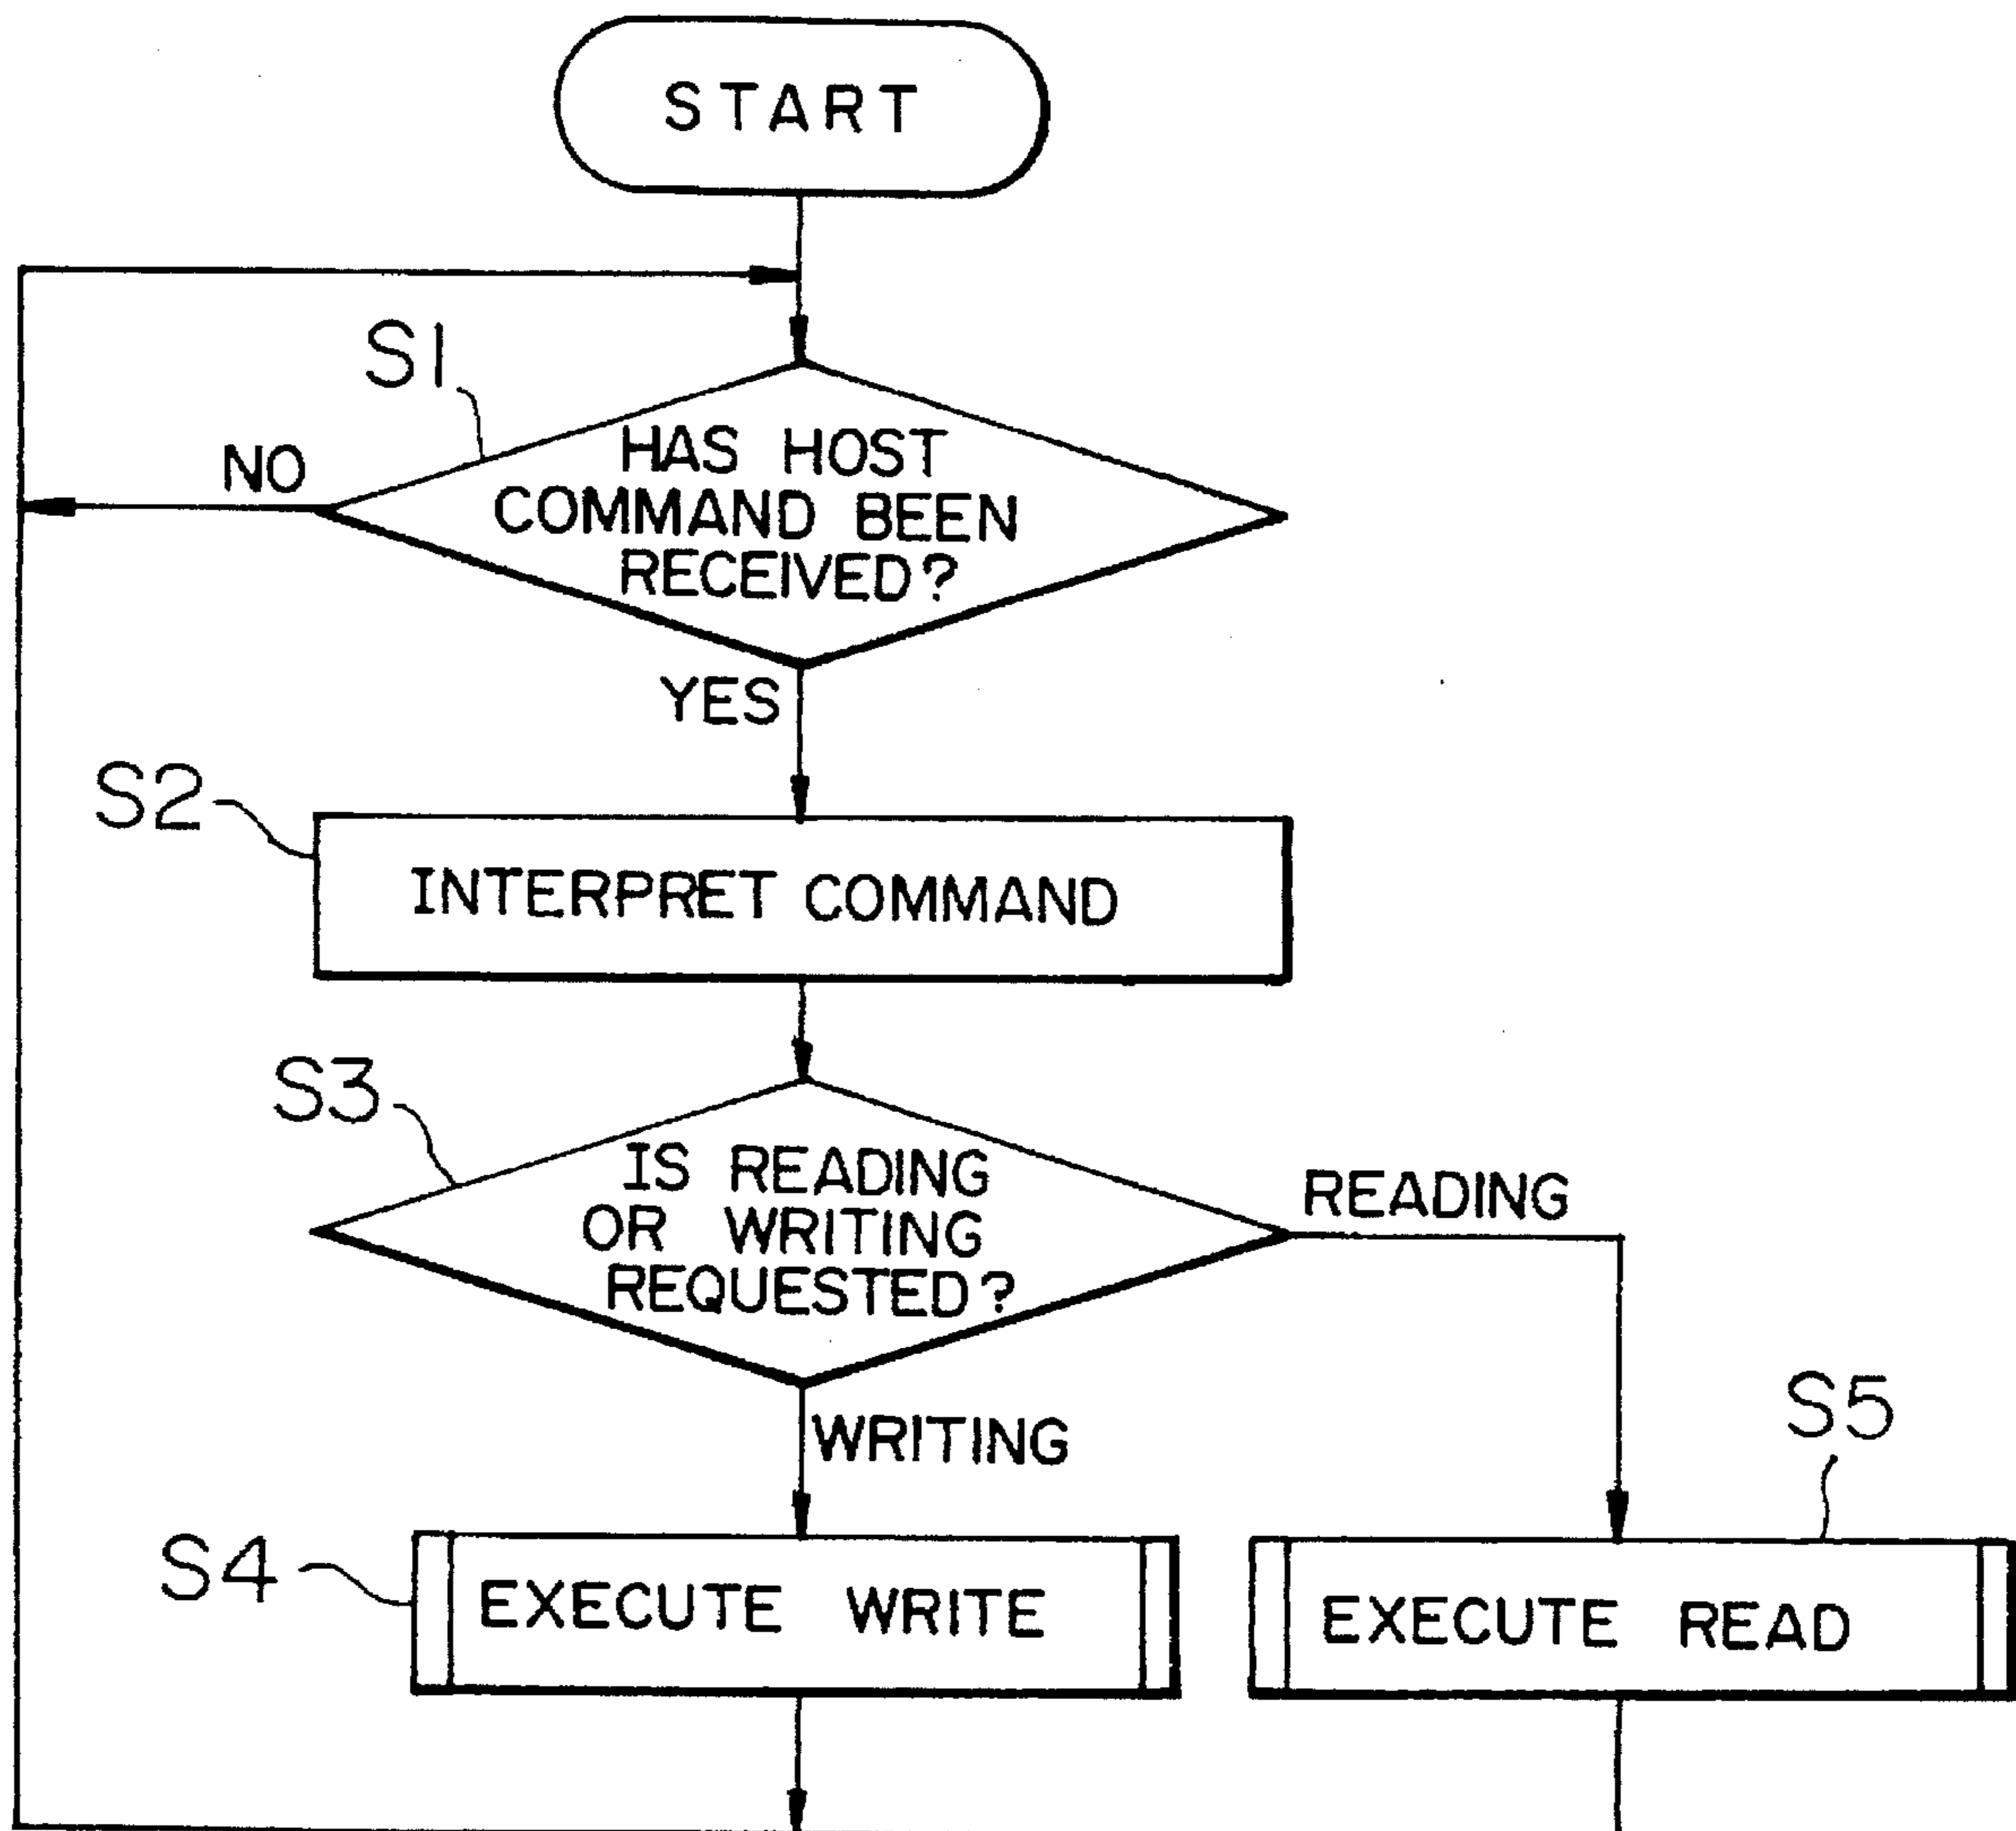 START
S1
NO
HAS HOST
COMMAND BEEN
RECEIVED?
YES
S2
INTERPRET COMMAND
S3
IS READING
OR WRITING
REQUESTED?
READING
WRITING
S5
S4
EXECUTE WRITE
EXECUTE READ